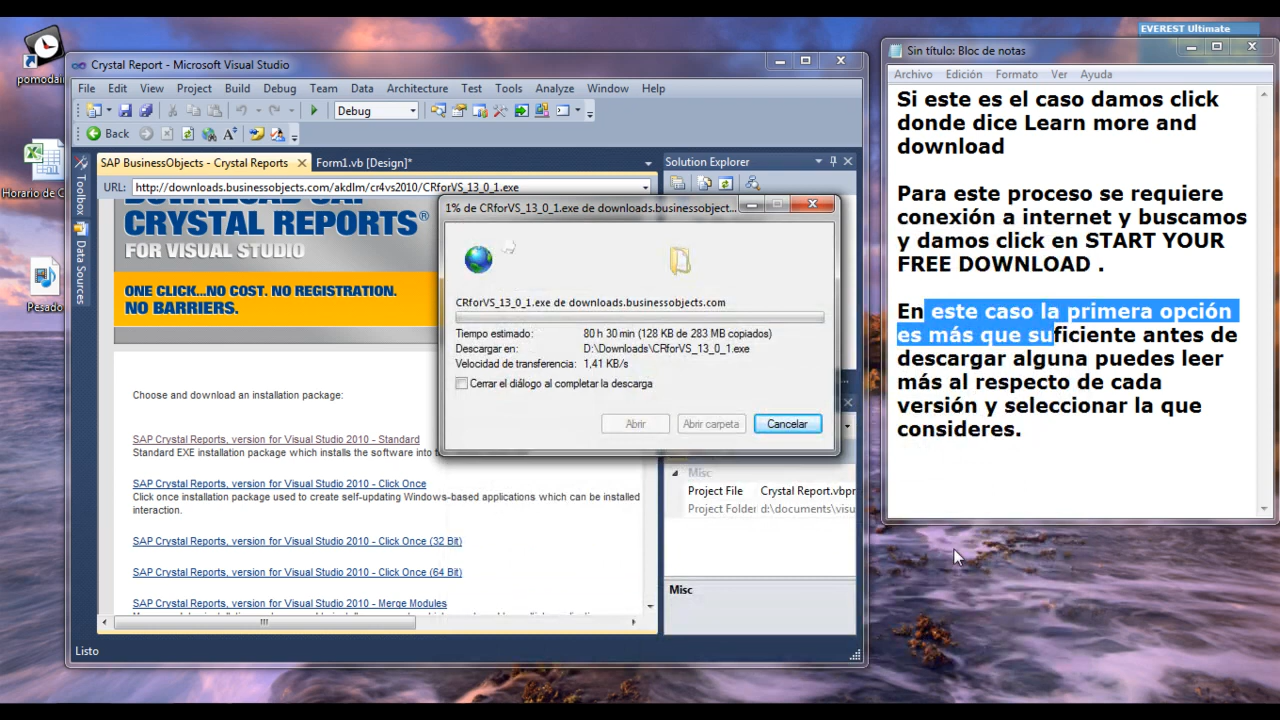 EVEREST Ultimate
pomodair
Horario de C
Pesado
Crystal Report - Microsoft Visual Studio
File Edit View Project Build Debug Team Data Architecture Test Tools Analyze Window Help
Debug
Back
SAP BusinessObjects - Crystal Reports
Form1.vb [Design]*
Toolbox
Data Sources
URL: http://downloads.businessobjects.com/akdlm/cr4vs2010/CRforVS_13_0_1.exe
DOWNLOAD SAP
CRYSTAL REPORTS®
FOR VISUAL STUDIO
ONE CLICK...NO COST. NO REGISTRATION.
NO BARRIERS.
Choose and download an installation package:
SAP Crystal Reports, version for Visual Studio 2010 - Standard
Standard EXE installation package which installs the software into t
SAP Crystal Reports, version for Visual Studio 2010 - Click Once
Click once installation package used to create self-updating Windows-based applications which can be installed
interaction.
SAP Crystal Reports, version for Visual Studio 2010 - Click Once (32 Bit)
SAP Crystal Reports, version for Visual Studio 2010 - Click Once (64 Bit)
SAP Crystal Reports, version for Visual Studio 2010 - Merge Modules
Listo
Solution Explorer
Misc
Project File Crystal Report.vbpr
Project Folder d:\documents\visu
Misc
1% de CRforVS_13_0_1.exe de downloads.businessobject...
CRforVS_13_0_1.exe de downloads.businessobjects.com
Tiempo estimado: 80 h 30 min (128 KB de 283 MB copiados)
Descargar en: D:\Downloads\CRforVS_13_0_1.exe
Velocidad de transferencia: 1,41 KB/s
Cerrar el diálogo al completar la descarga
Abrir
Abrir carpeta
Cancelar
Sin título: Bloc de notas
Archivo Edición Formato Ver Ayuda
Si este es el caso damos click
donde dice Learn more and
download
Para este proceso se requiere
conexión a internet y buscamos
y damos click en START YOUR
FREE DOWNLOAD .
En este caso la primera opción
es más que suficiente antes de
descargar alguna puedes leer
más al respecto de cada
versión y seleccionar la que
consideres.